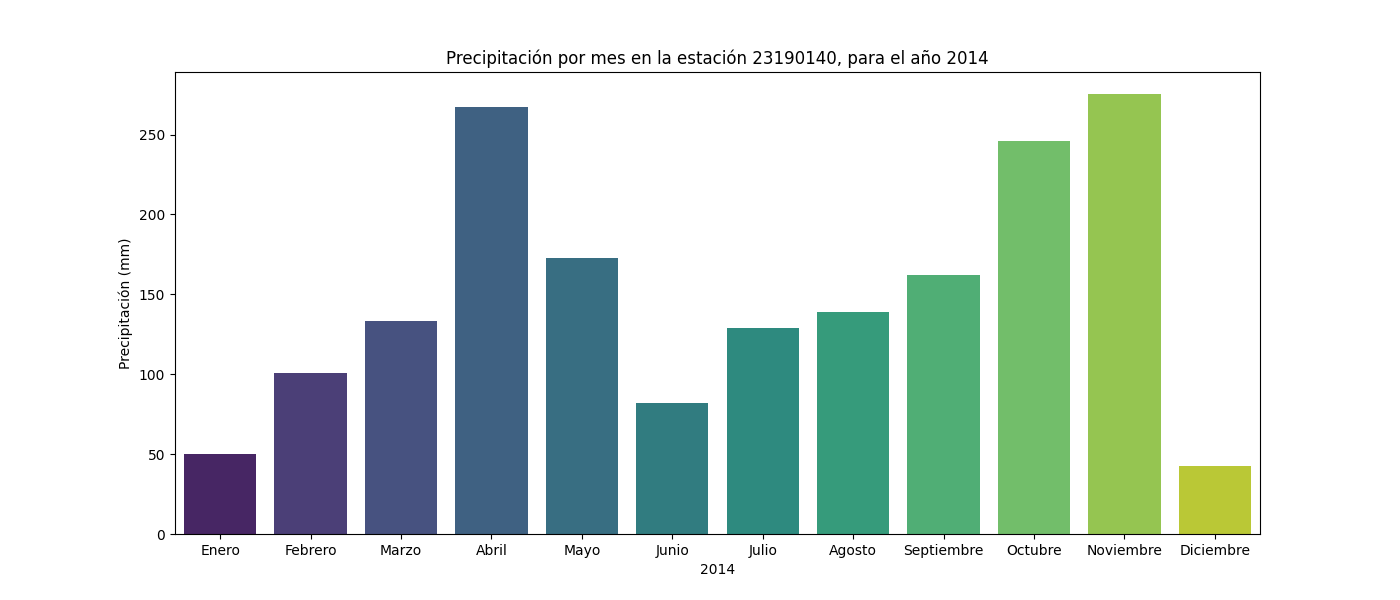 Precipitación por mes en la estación 23190140, para el año 2014
Precipitación (mm)
250
200
150
100
50
0
Enero Febrero Marzo Abril Mayo Junio Julio Agosto Septiembre Octubre Noviembre Diciembre
2014